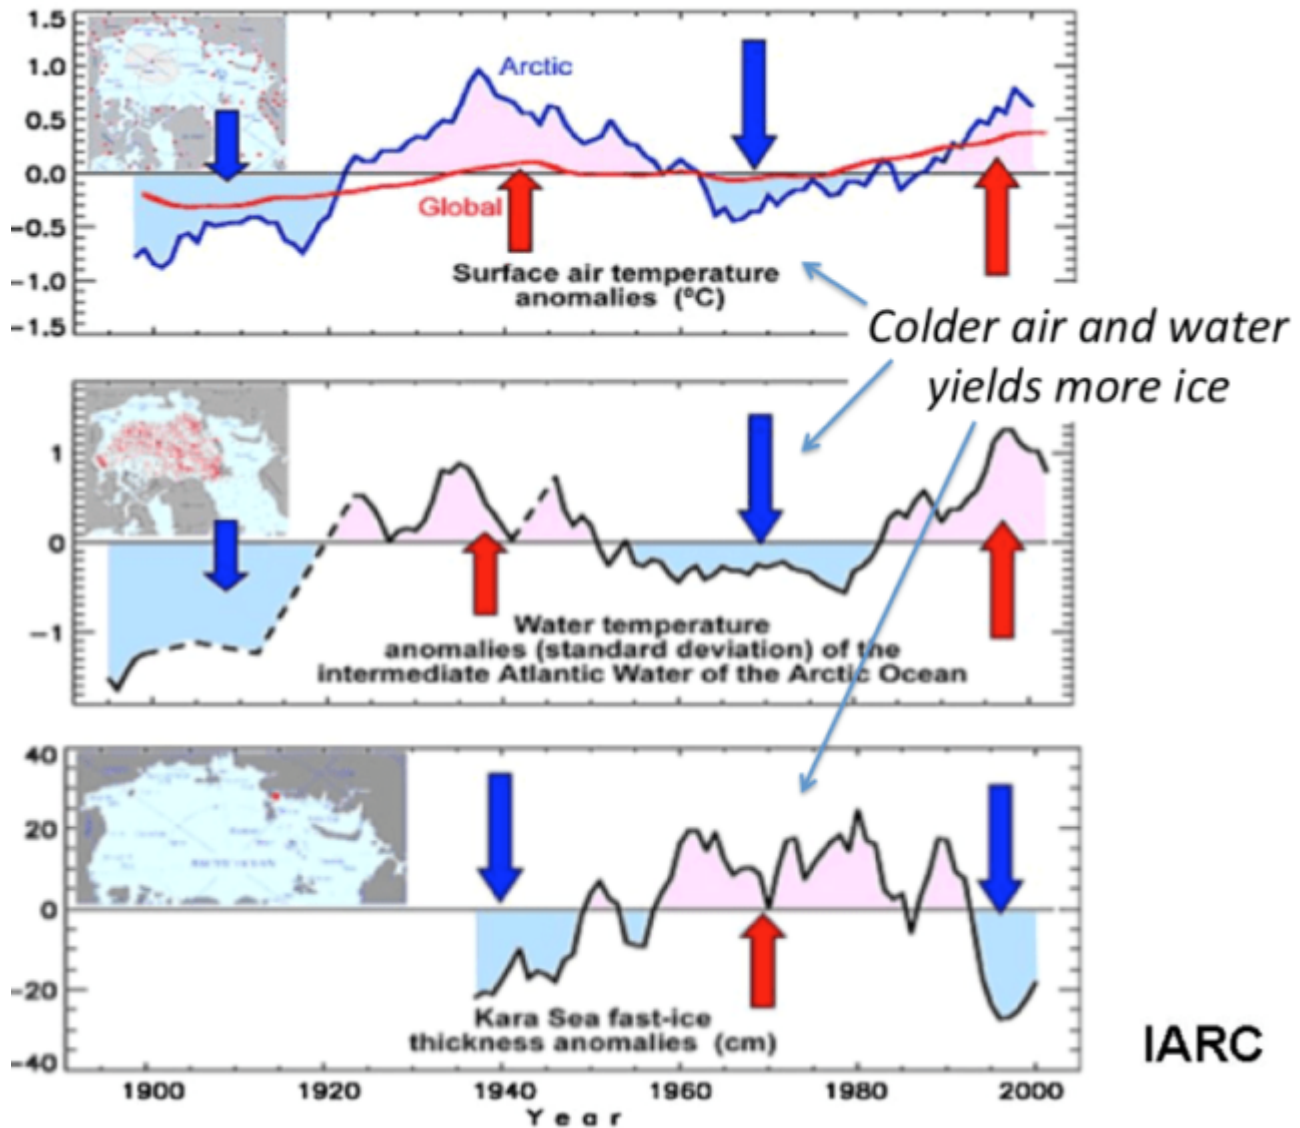 1.5
1.0
0.5
0.0
-0.5
-1.0
-1.5
Arctic
Global
Surface air temperature
anomalies (ºC)
Colder air and water
yields more ice
1
0
-1
Water temperature
anomalies (standard deviation) of the
intermediate Atlantic Water of the Arctic Ocean
40
20
0
-20
-40
Kara Sea fast-ice
thickness anomalies (cm)
IARC
1900 1920 1940 1960 1980 2000
Year